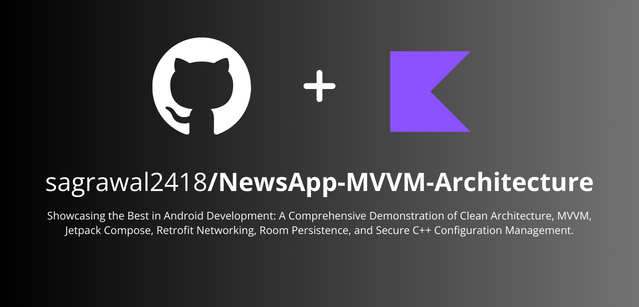 sagrawal2418/NewsApp-MVVM-Architecture
Showcasing the Best in Android Development: A Comprehensive Demonstration of Clean Architecture, MVVM,
Jetpack Compose, Retrofit Networking, Room Persistence, and Secure C++ Configuration Management.